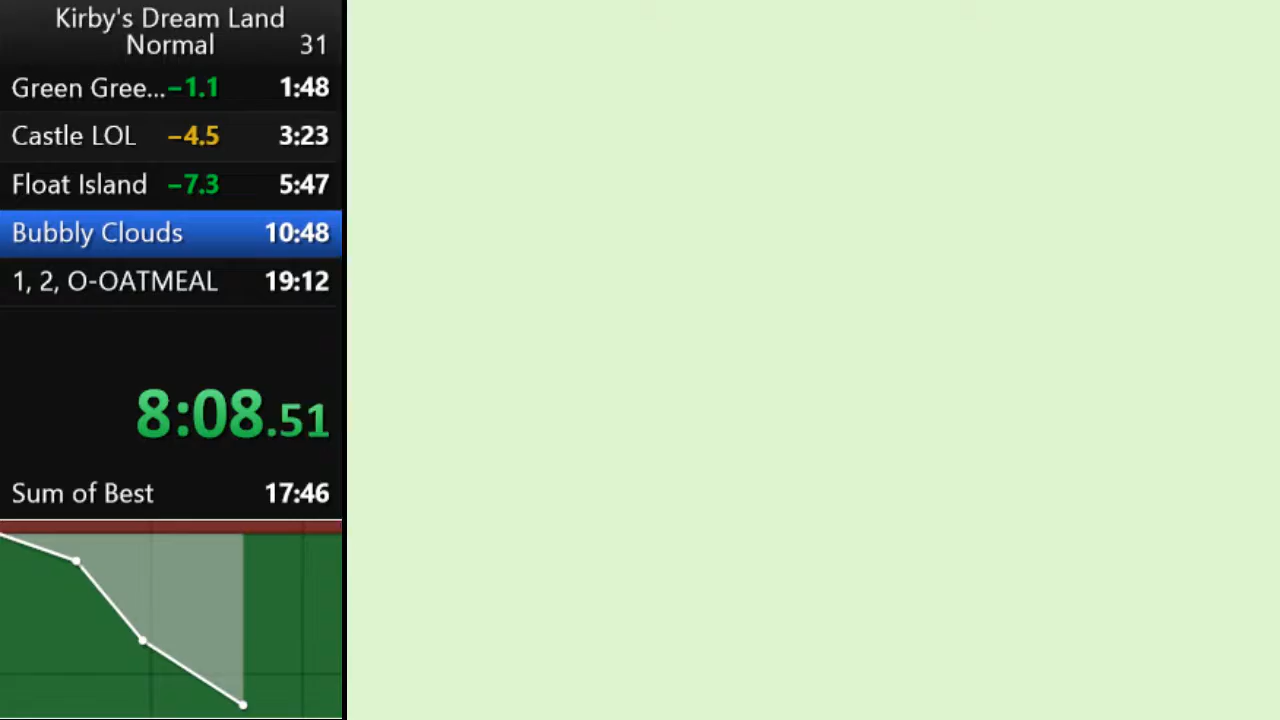 Kirby's Dream Land
Normal 31
Green Gree... −1.1 1:48
Castle LOL −4.5 3:23
Float Island −7.3 5:47
Bubbly Clouds 10:48
1, 2, O-OATMEAL 19:12
8:08.51
Sum of Best 17:46